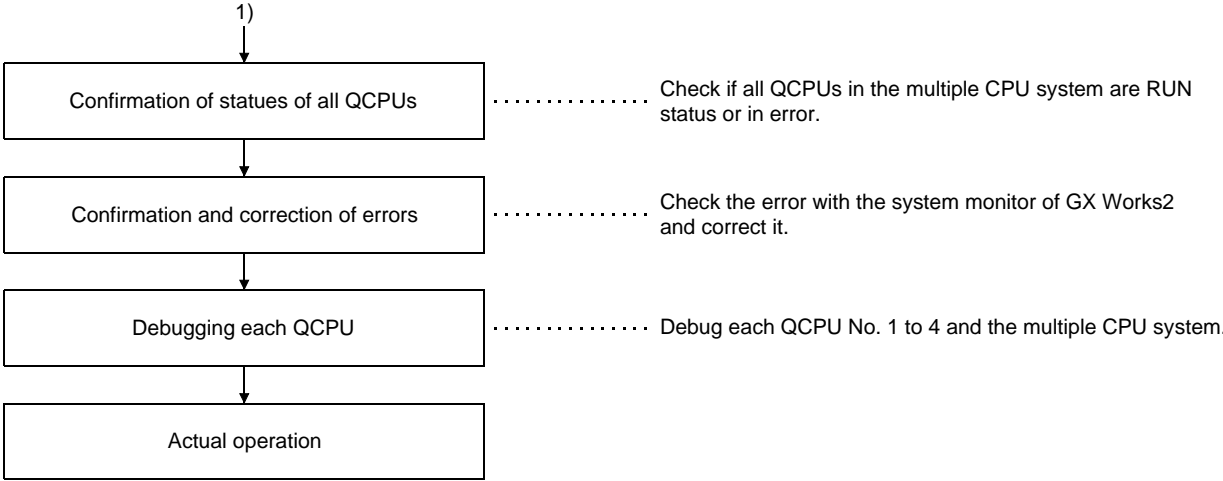 1)
Confirmation of statues of all QCPUs
Check if all QCPUs in the multiple CPU system are RUN
status or in error.
Confirmation and correction of errors
Check the error with the system monitor of GX Works2
and correct it.
Debugging each QCPU
Debug each QCPU No. 1 to 4 and the multiple CPU system.
Actual operation